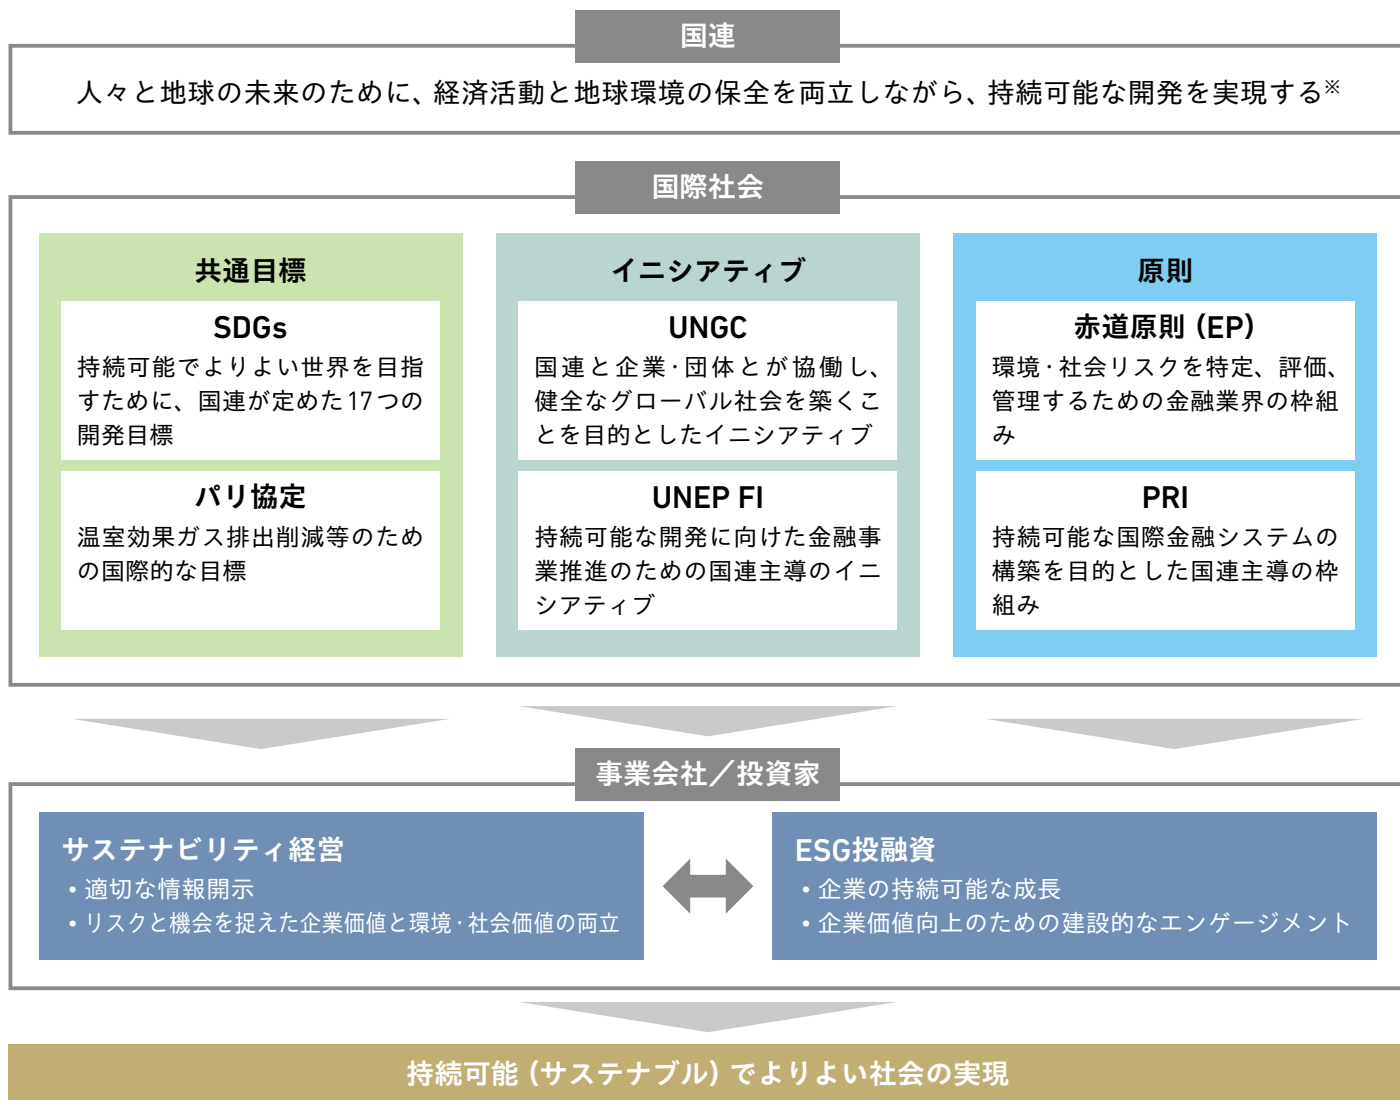 国連
人々と地球の未来のために、経済活動と地球環境の保全を両立しながら、持続可能な開発を実現する※
国際社会
共通目標
SDGs
持続可能でよりよい世界を目指
すために、国連が定めた17つの
開発目標
パリ協定
温室効果ガス排出削減等のため
の国際的な目標
イニシアティブ
UNGC
国連と企業・団体とが協働し、
健全なグローバル社会を築くこ
とを目的としたイニシアティブ
UNEP FI
持続可能な開発に向けた金融事
業推進のための国連主導のイニ
シアティブ
原則
赤道原則（EP）
環境・社会リスクを特定、評価、
管理するための金融業界の枠組
み
PRI
持続可能な国際金融システムの
構築を目的とした国連主導の枠
組み
事業会社／投資家
サステナビリティ経営
・適切な情報開示
・リスクと機会を捉えた企業価値と環境・社会価値の両立
ESG投融資
・企業の持続可能な成長
・企業価値向上のための建設的なエンゲージメント
持続可能（サステナブル）でよりよい社会の実現